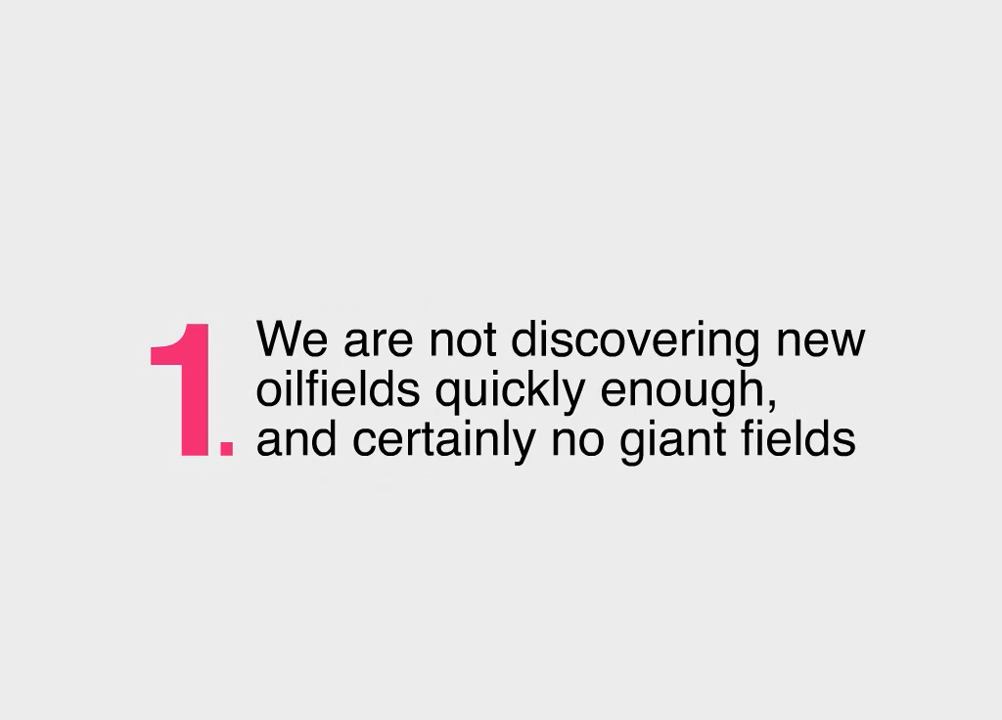 1. We are not discovering new
oilfields quickly enough,
and certainly no giant fields